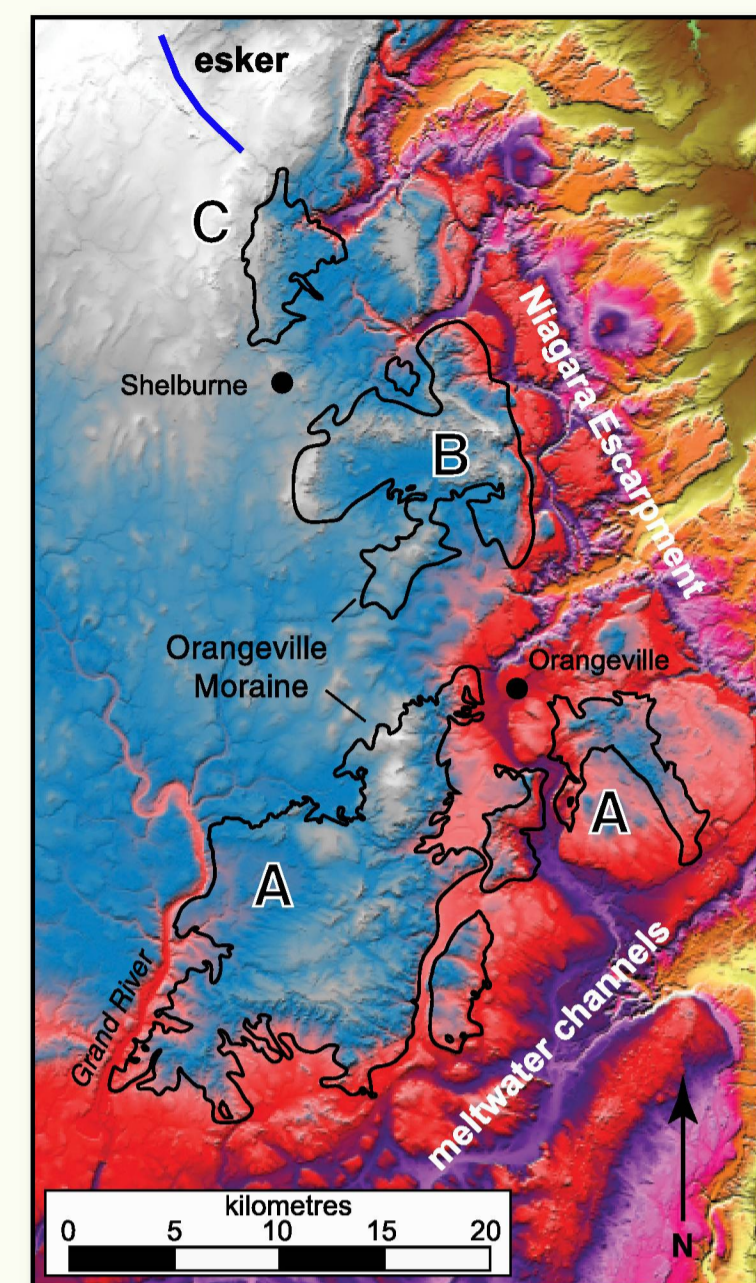 esker
C
Niagara Escarpment
Shelburne
B
Orangeville
Moraine
Orangeville
A
A
Grand River
meltwater channels
kilometres
0 5 10 15 20
N